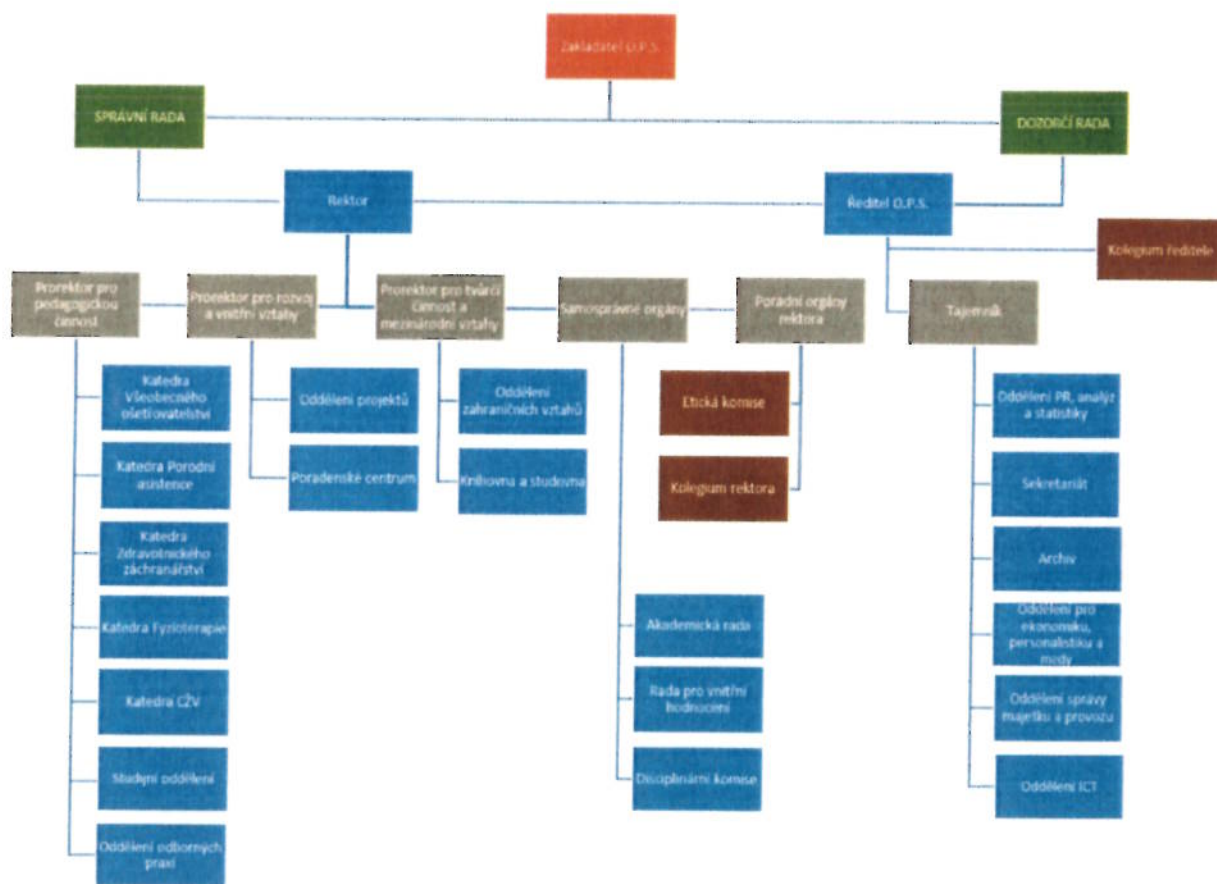 Zakladatel O.P.S.
SPRÁVNÍ RADA
DOZORČÍ RADA
Rektor
Ředitel O.P.S.
Kolegium ředitele
Prorektor pro
pedagogickou
činnost
Prorektor pro rozvoj
a vnitřní vztahy
Prorektor pro tvůrčí
činnost a
mezinárodní vztahy
Samosprávné orgány
Poradní orgány
rektora
Tajemník
Katedra
Všeobecného
ošetřovatelství
Katedra Porodní
asistence
Katedra
Zdravotnického
záchranářství
Katedra Fyzioterapie
Katedra CŽV
Studijní oddělení
Oddělení odborných
praxí
Oddělení projektů
Poradenské centrum
Oddělení
zahraničních vztahů
Knihovna a studovna
Etická komise
Kolegium rektora
Akademická rada
Rada pro vnitřní
hodnocení
Disciplinární komise
Oddělení PR, analýz
a statistiky
Sekretariát
Archiv
Oddělení pro
ekonomiku,
personalistiku a
mzdy
Oddělení správy
majetku a provozu
Oddělení ICT